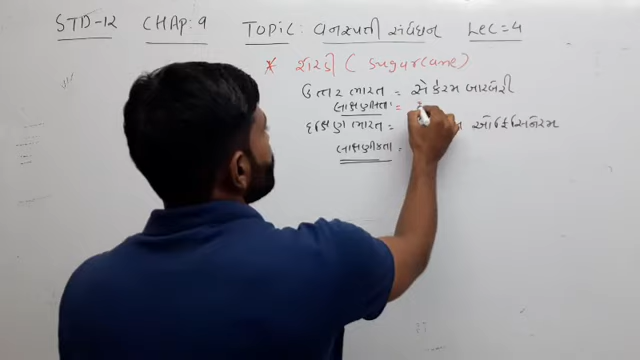 STD-12 CHAP: 9 TOPIC: વનસ્પતી સંવર્ધન Lec=4
* શેરડી ( Sugarcane)
ઉત્તર ભારત = સેકેરમ બારબેરી
લાક્ષણીકતા =
દક્ષિણ ભારત = ઓફિસિનેરમ
લાક્ષણીકતા